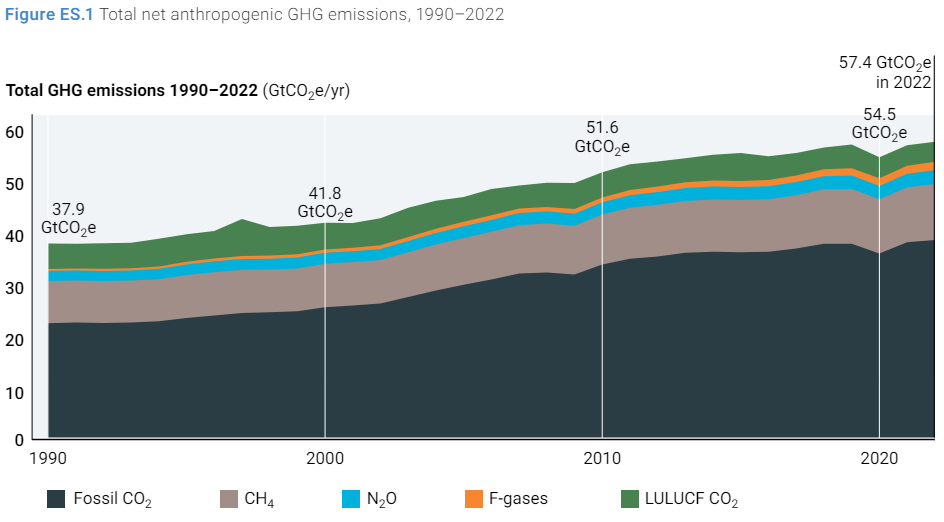 Figure ES.1 Total net anthropogenic GHG emissions, 1990–2022
57.4 GtCO₂e
in 2022
Total GHG emissions 1990–2022 (GtCO₂e/yr)
60
54.5
GtCO₂e
51.6
GtCO₂e
50
41.8
GtCO₂e
37.9
GtCO₂e
40
30
20
10
0
1990 2000 2010 2020
Fossil CO₂ CH₄ N₂O F-gases LULUCF CO₂